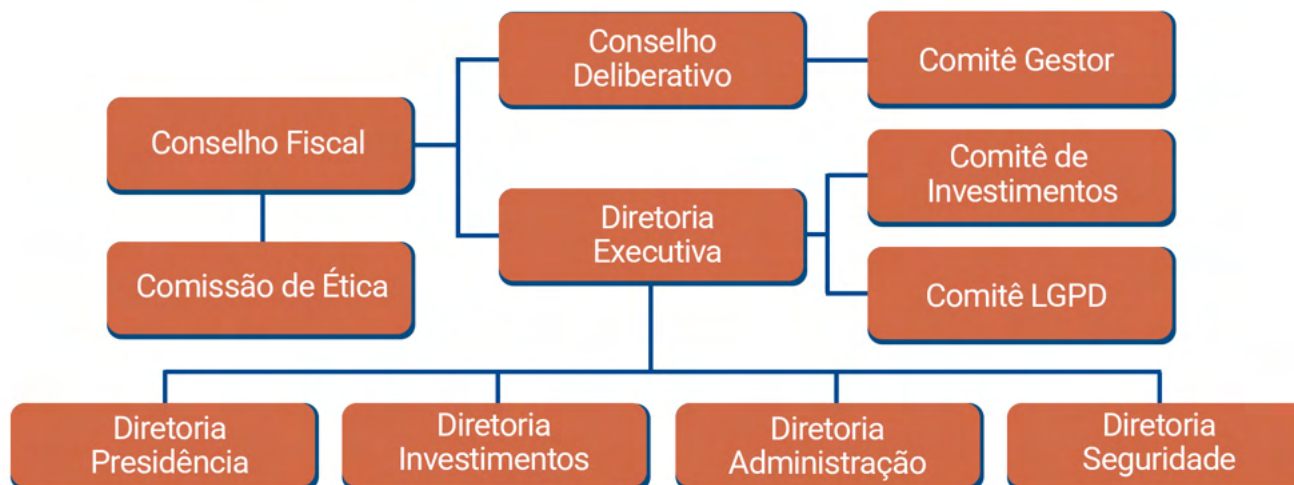 Conselho
Deliberativo
Comitê Gestor
Conselho Fiscal
Comitê de
Investimentos
Diretoria
Executiva
Comissão de Ética
Comitê LGPD
Diretoria
Presidência
Diretoria
Investimentos
Diretoria
Administração
Diretoria
Seguridade